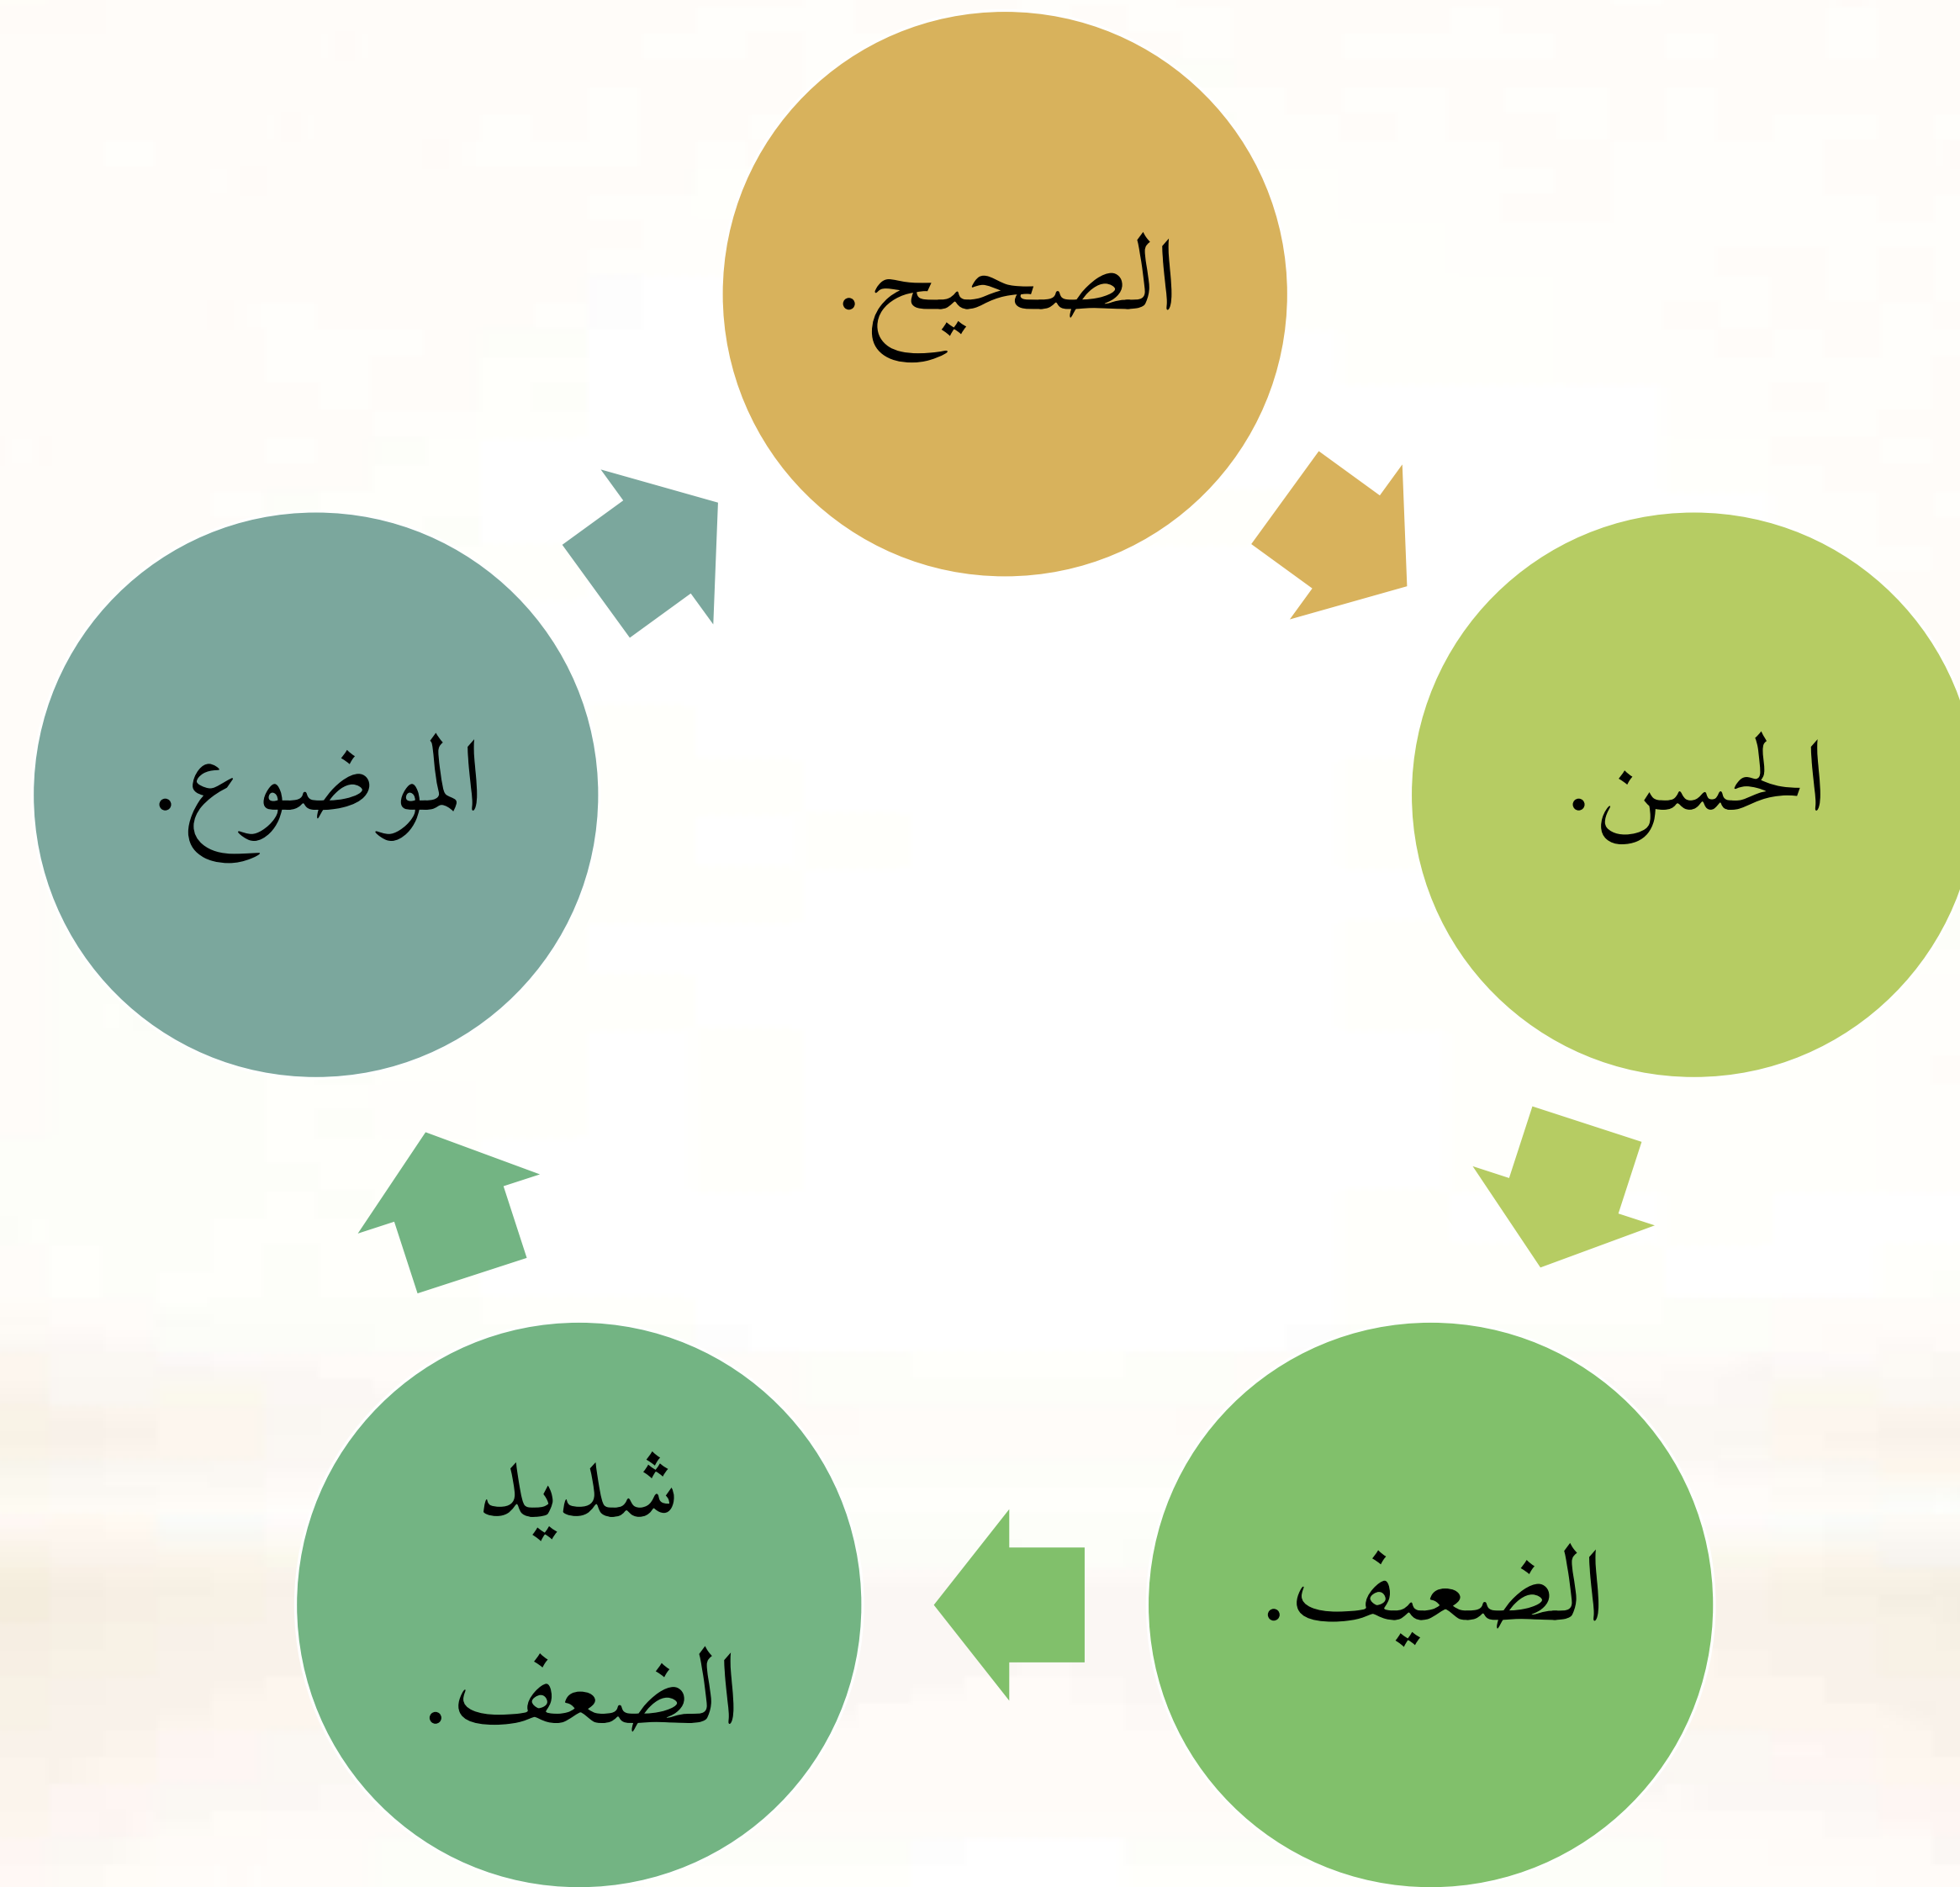 الصحيح.
الحسن.
الضعيف.
شديد
الضعف.
الموضوع.